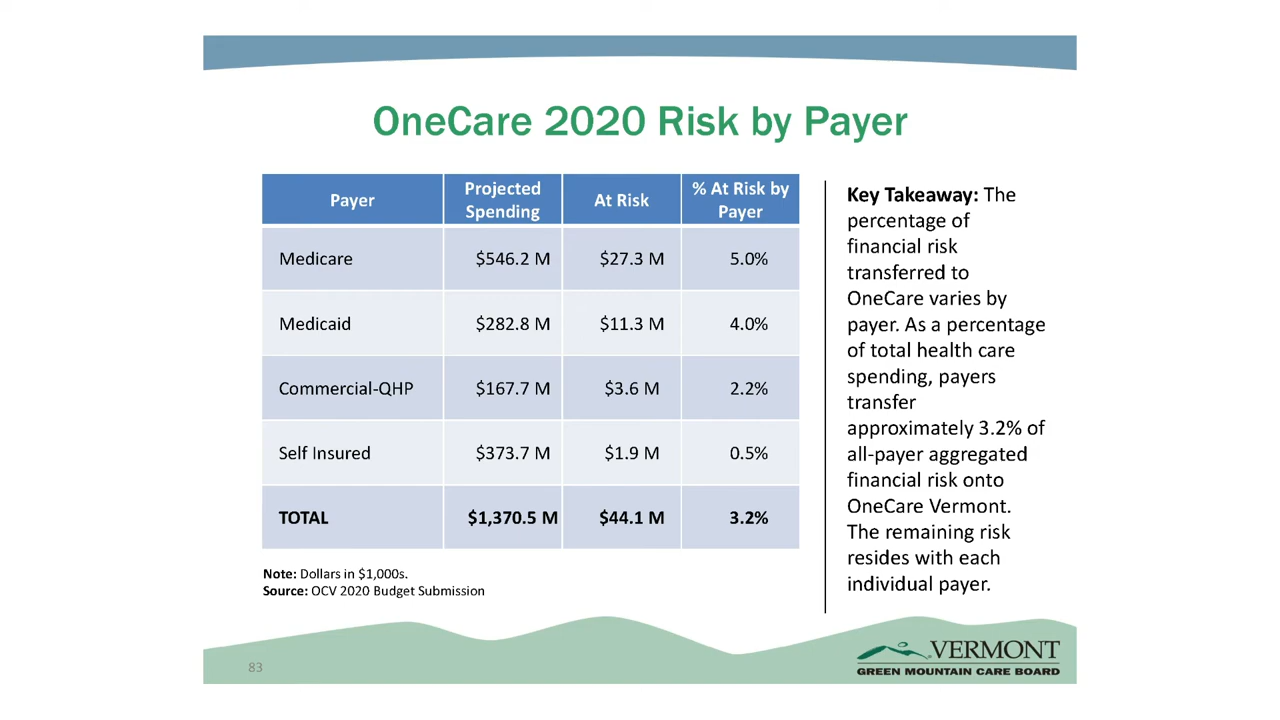 OneCare 2020 Risk by Payer
Payer Projected Spending At Risk % At Risk by Payer
Medicare $546.2 M $27.3 M 5.0%
Medicaid $282.8 M $11.3 M 4.0%
Commercial-QHP $167.7 M $3.6 M 2.2%
Self Insured $373.7 M $1.9 M 0.5%
TOTAL $1,370.5 M $44.1 M 3.2%
Note: Dollars in $1,000s.
Source: OCV 2020 Budget Submission
Key Takeaway: The
percentage of
financial risk
transferred to
OneCare varies by
payer. As a percentage
of total health care
spending, payers
transfer
approximately 3.2% of
all-payer aggregated
financial risk onto
OneCare Vermont.
The remaining risk
resides with each
individual payer.
83
VERMONT
GREEN MOUNTAIN CARE BOARD